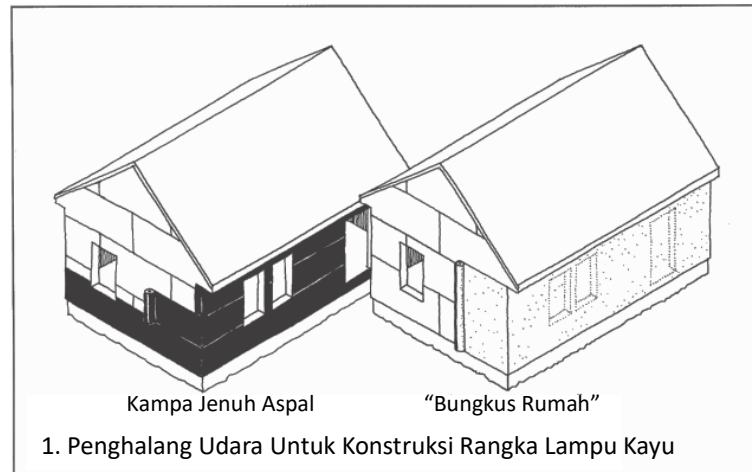 Kampa Jenuh Aspal
“Bungkus Rumah”
1. Penghalang Udara Untuk Konstruksi Rangka Lampu Kayu